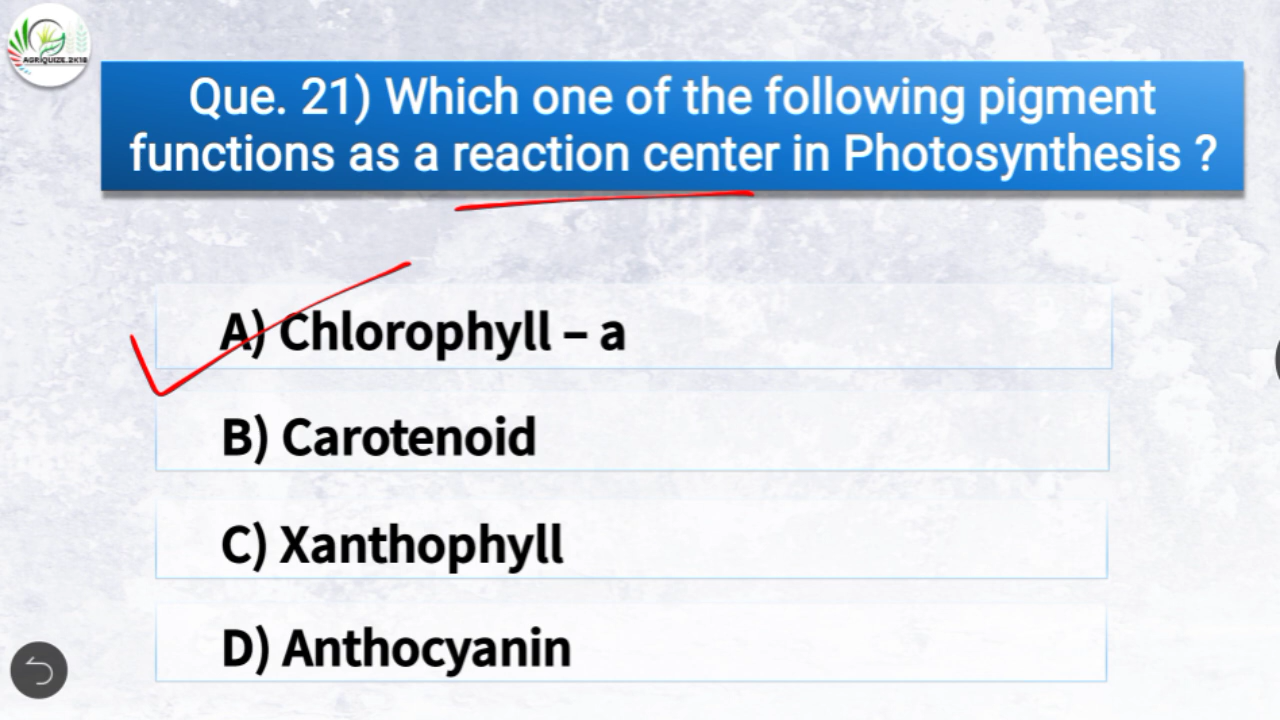 AGRIQUIZE.2K18
Que. 21) Which one of the following pigment
functions as a reaction center in Photosynthesis ?
A) Chlorophyll – a
B) Carotenoid
C) Xanthophyll
D) Anthocyanin